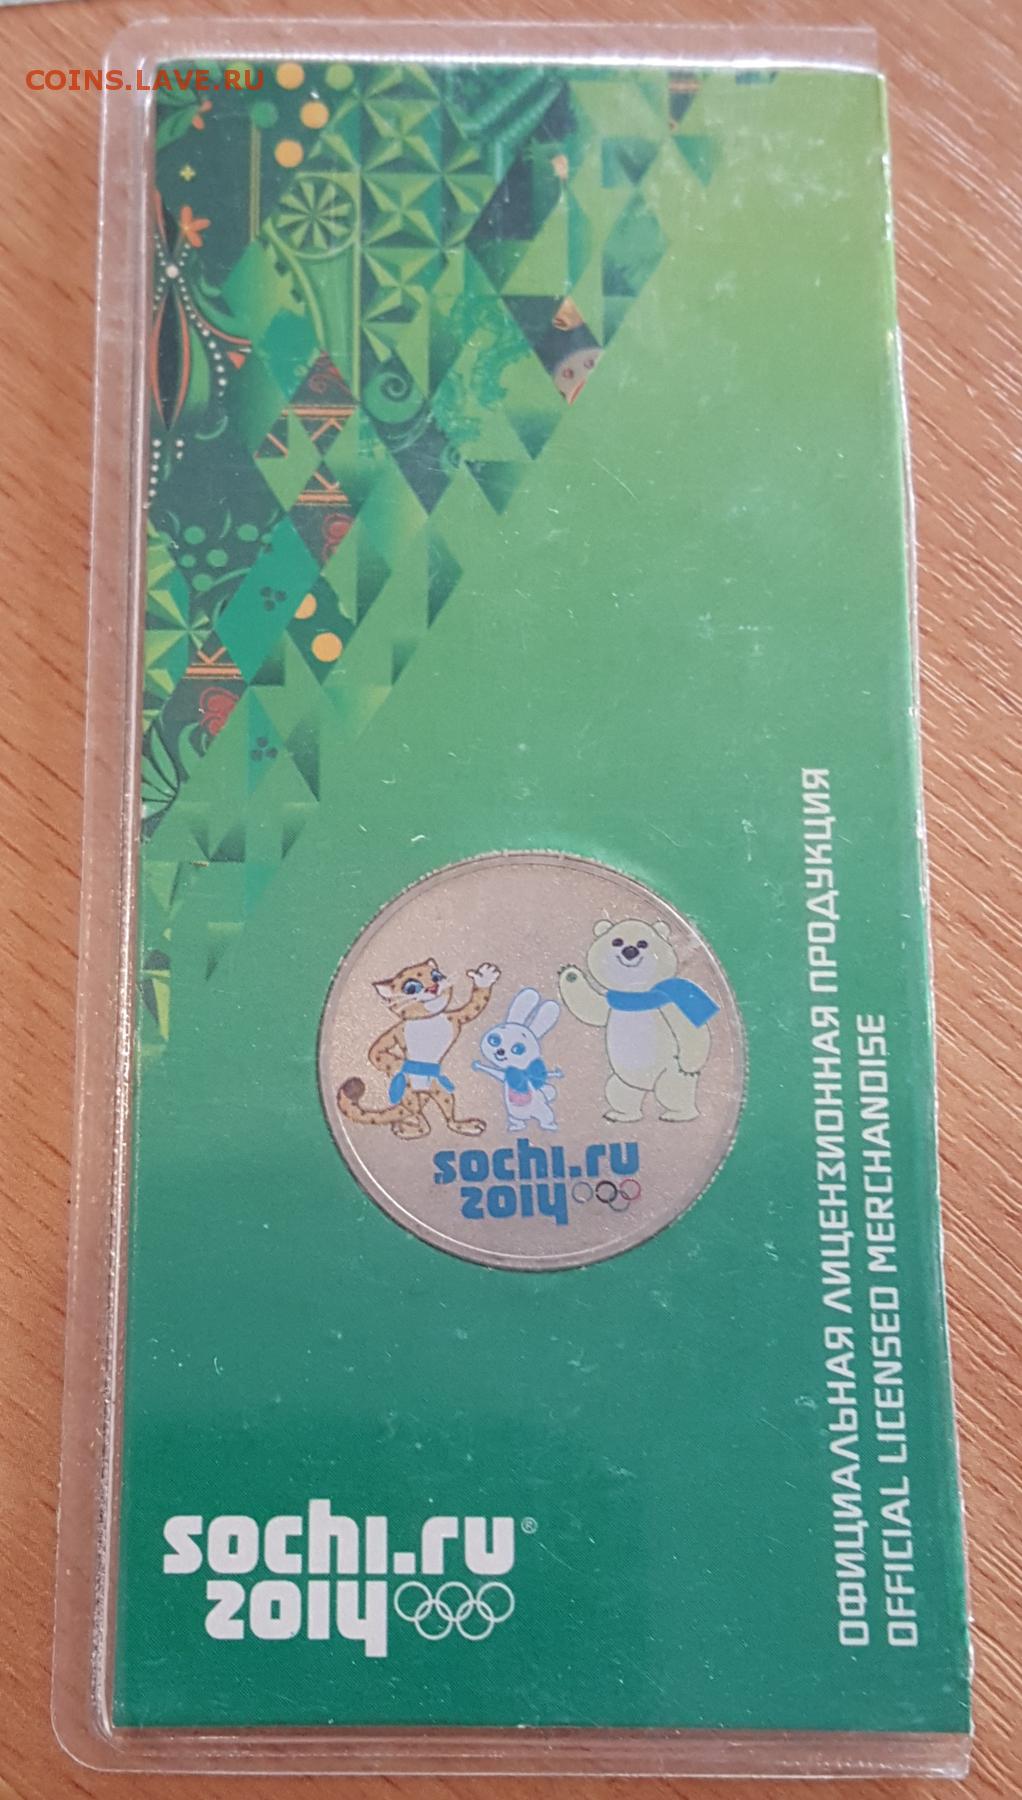 COINS.LAVE.RU
sochi.ru
2014
sochi.ru®
2014
ОФИЦИАЛЬНАЯ ЛИЦЕНЗИОННАЯ ПРОДУКЦИЯ
OFFICIAL LICENSED MERCHANDISE